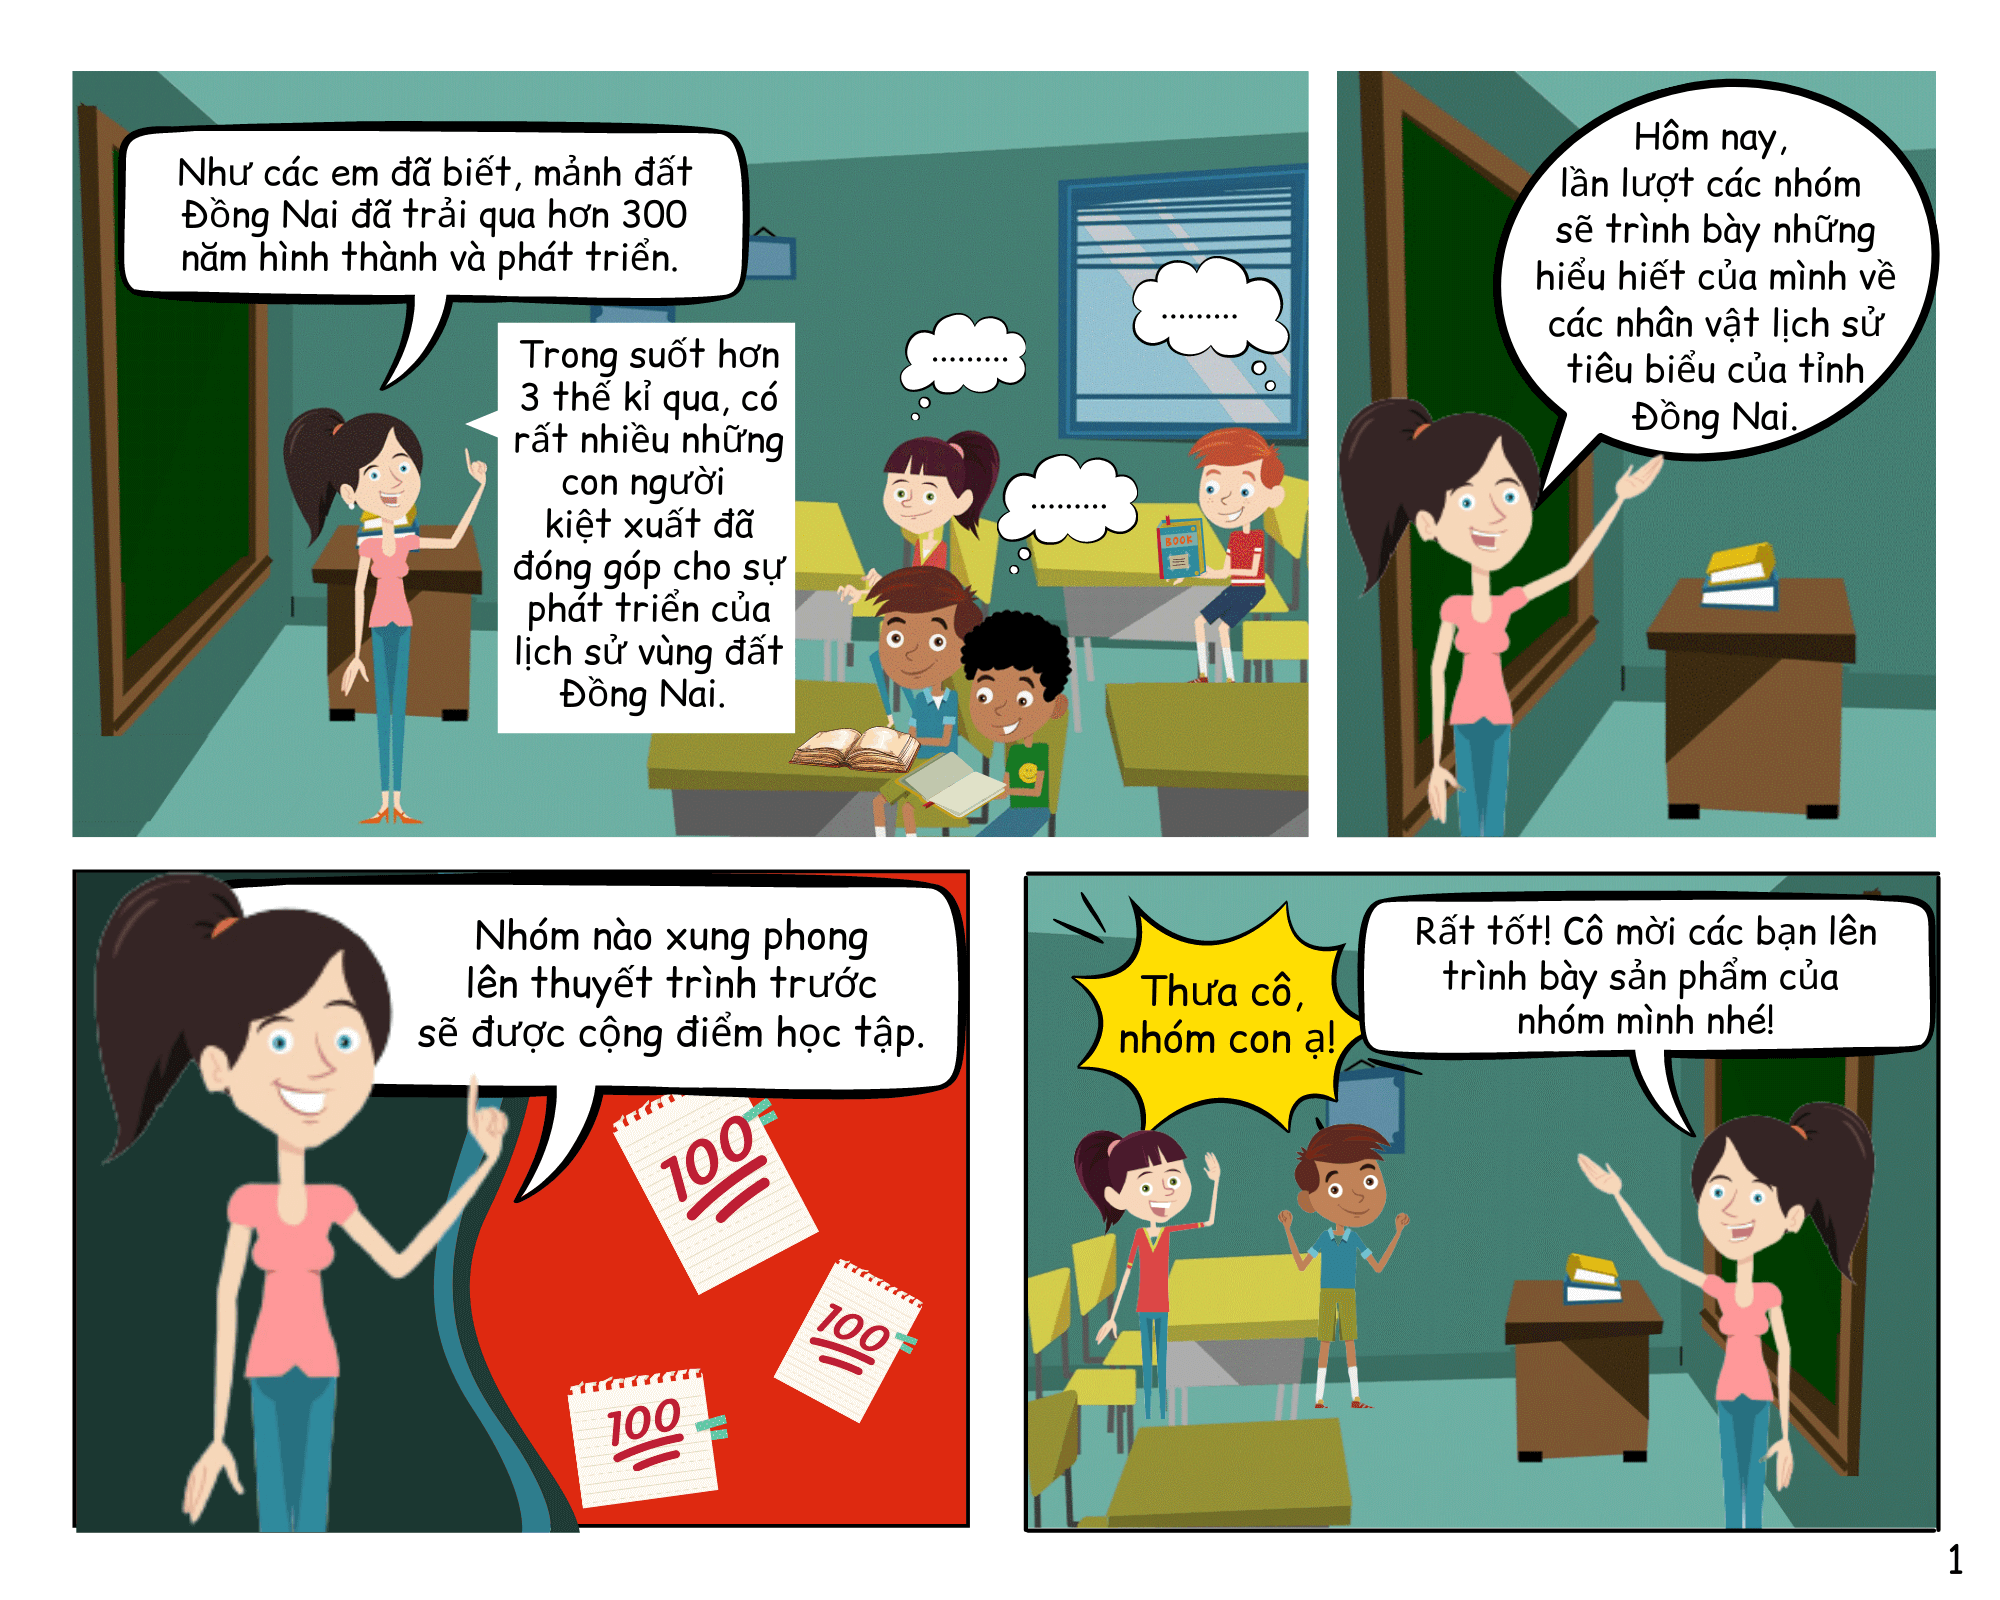 Như các em đã biết, mảnh đất
Đồng Nai đã trải qua hơn 300
năm hình thành và phát triển.
Trong suốt hơn
3 thế kỉ qua, có
rất nhiều những
con người
kiệt xuất đã
đóng góp cho sự
phát triển của
lịch sử vùng đất
Đồng Nai.
.........
.........
.........
BOOK
Hôm nay,
lần lượt các nhóm
sẽ trình bày những
hiểu hiết của mình về
các nhân vật lịch sử
tiêu biểu của tỉnh
Đồng Nai.
Nhóm nào xung phong
lên thuyết trình trước
sẽ được cộng điểm học tập.
100
100
100
Thưa cô,
nhóm con ạ!
Rất tốt! Cô mời các bạn lên
trình bày sản phẩm của
nhóm mình nhé!
1